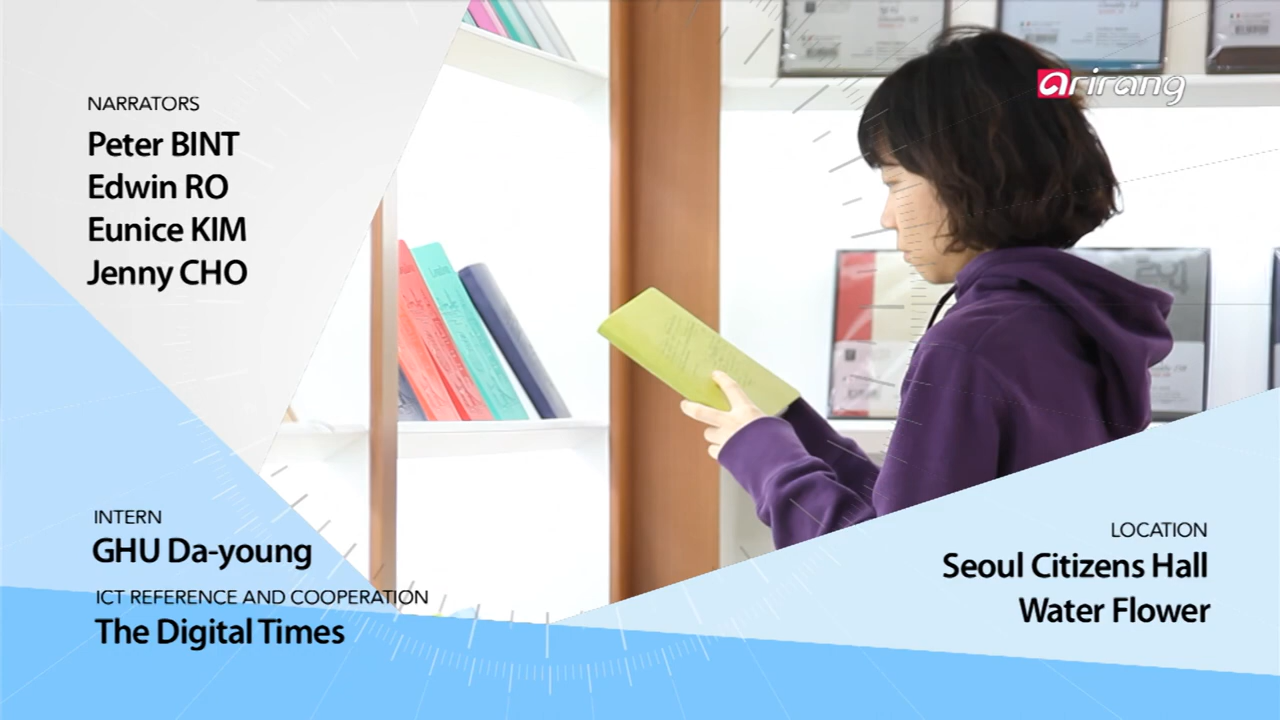 NARRATORS
Peter BINT
Edwin RO
Eunice KIM
Jenny CHO
arirang
INTERN
GHU Da-young
ICT REFERENCE AND COOPERATION
The Digital Times
LOCATION
Seoul Citizens Hall
Water Flower